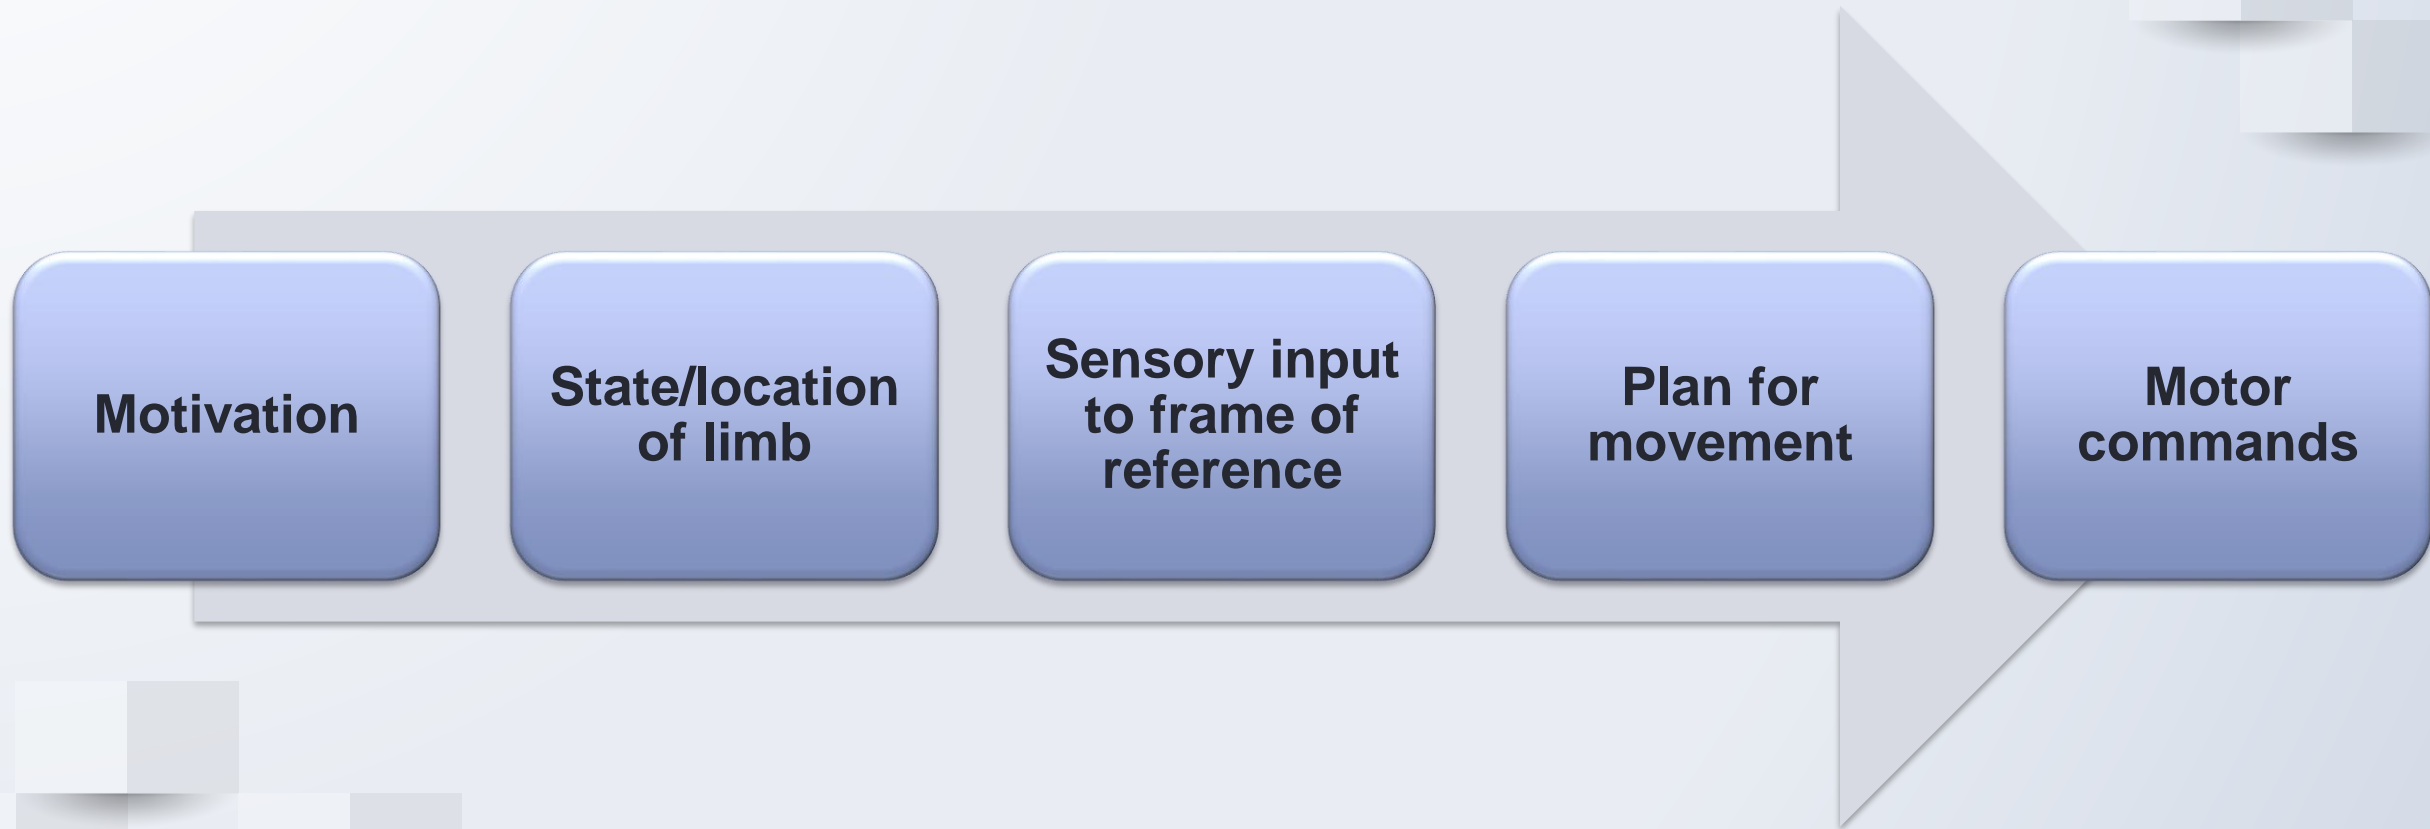 Motivation
State/location
of limb
Sensory input
to frame of
reference
Plan for
movement
Motor
commands